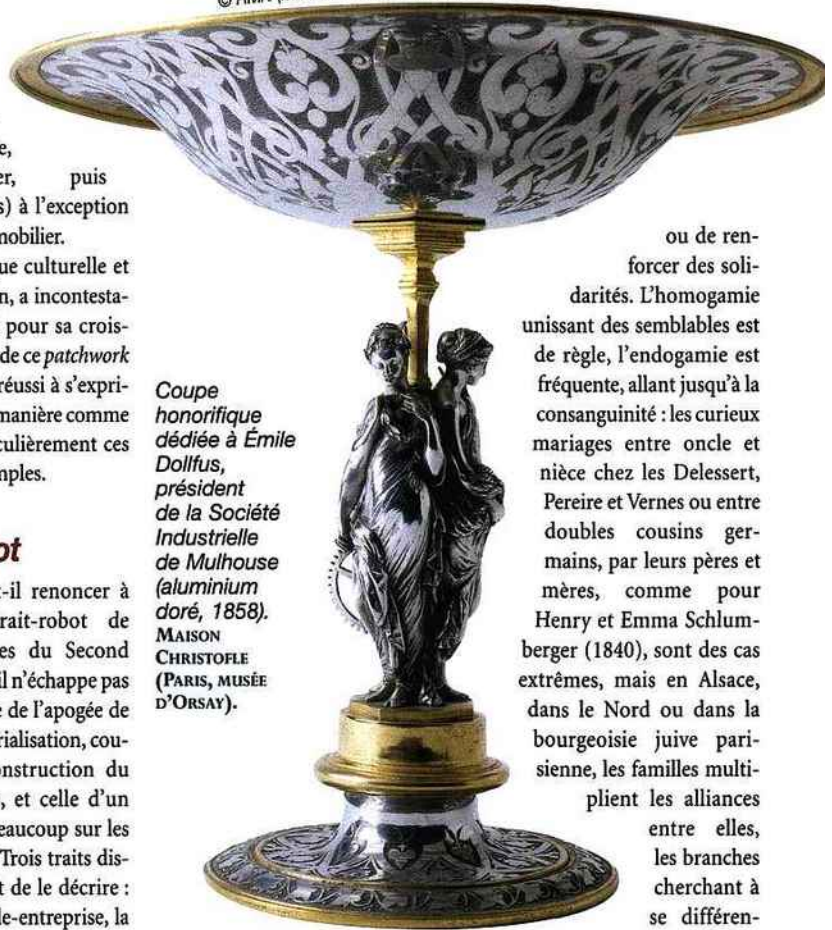 e,
er, puis
s) à l'exception
mobilier.
ue culturelle et
n, a incontesta-
pour sa crois-
de ce patchwork
réussi à s'expri-
manière comme
culièrement ces
mples.
ot
t-il renoncer à
rait-robot de
es du Second
il n'échappe pas
e de l'apogée de
rialisation, cou-
nstruction du
, et celle d'un
eaucoup sur les
Trois traits dis-
t de le décrire :
le-entreprise, la
Coupe
honorifique
dédiée à Émile
Dollfus,
président
de la Société
Industrielle
de Mulhouse
(aluminium
doré, 1858).
MAISON
CHRISTOFLE
(PARIS, MUSÉE
D'ORSAY).
ou de ren-
forcer des soli-
darités. L'homogamie
unissant des semblables est
de règle, l'endogamie est
fréquente, allant jusqu'à la
consanguinité : les curieux
mariages entre oncle et
nièce chez les Delessert,
Pereire et Vernes ou entre
doubles cousins ger-
mains, par leurs pères et
mères, comme pour
Henry et Emma Schlum-
berger (1840), sont des cas
extrêmes, mais en Alsace,
dans le Nord ou dans la
bourgeoisie juive pari-
sienne, les familles multi-
plient les alliances
entre elles,
les branches
cherchant à
se différen-